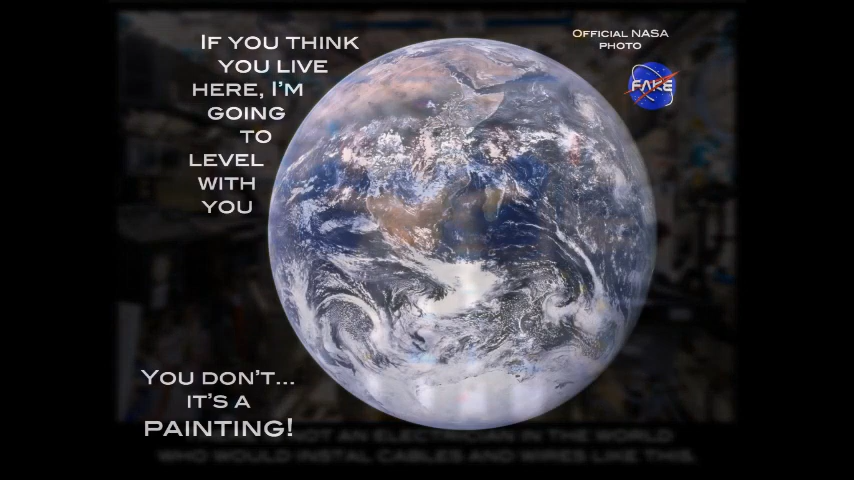 IF YOU THINK
YOU LIVE
HERE, I'M
GOING
TO
LEVEL
WITH
YOU
OFFICIAL NASA
PHOTO
FAKE
YOU DON'T...
IT'S A
PAINTING!
NOT AN ELECTRICIAN IN THE WORLD
WHO WOULD INSTAL CABLES AND WIRES LIKE THIS.